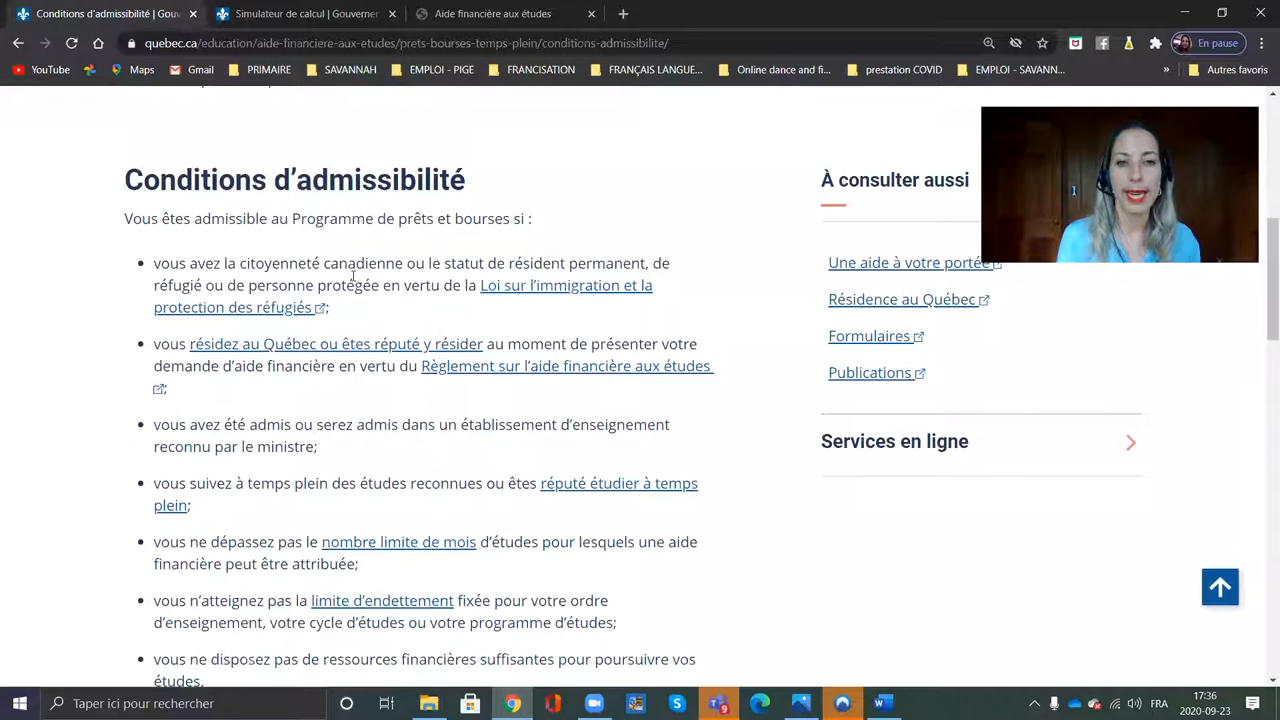 Conditions d'admissibilité | Gouv
Simulateur de calcul | Gouverner
Aide financière aux études
quebec.ca/education/aide-financiere-aux-etudes/prets-bourses-temps-plein/conditions-admissibilite/
En pause
YouTube
Maps
Gmail
PRIMAIRE
SAVANNAH
EMPLOI - PIGE
FRANCISATION
FRANÇAIS LANGUE...
Online dance and fi...
prestation COVID
EMPLOI - SAVANN...
»
Autres favoris
Conditions d'admissibilité
Vous êtes admissible au Programme de prêts et bourses si :
• vous avez la citoyenneté canadienne ou le statut de résident permanent, de
réfugié ou de personne protégée en vertu de la Loi sur l'immigration et la
protection des réfugiés ;
• vous résidez au Québec ou êtes réputé y résider au moment de présenter votre
demande d'aide financière en vertu du Règlement sur l'aide financière aux études
;
• vous avez été admis ou serez admis dans un établissement d'enseignement
reconnu par le ministre;
• vous suivez à temps plein des études reconnues ou êtes réputé étudier à temps
plein;
• vous ne dépassez pas le nombre limite de mois d'études pour lesquels une aide
financière peut être attribuée;
• vous n'atteignez pas la limite d'endettement fixée pour votre ordre
d'enseignement, votre cycle d'études ou votre programme d'études;
• vous ne disposez pas de ressources financières suffisantes pour poursuivre vos
études.
À consulter aussi
Une aide à votre portée
Résidence au Québec
Formulaires
Publications
Services en ligne
Taper ici pour rechercher
9
FRA
17:36
2020-09-23